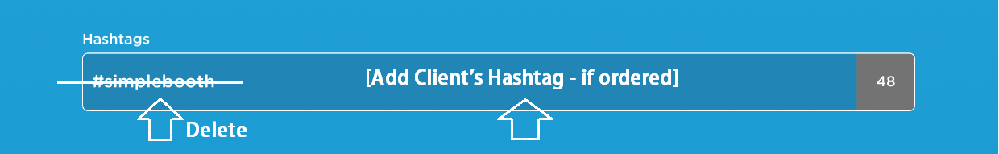 Hashtags
#simplebooth [Add Client's Hashtag - if ordered] 48
Delete